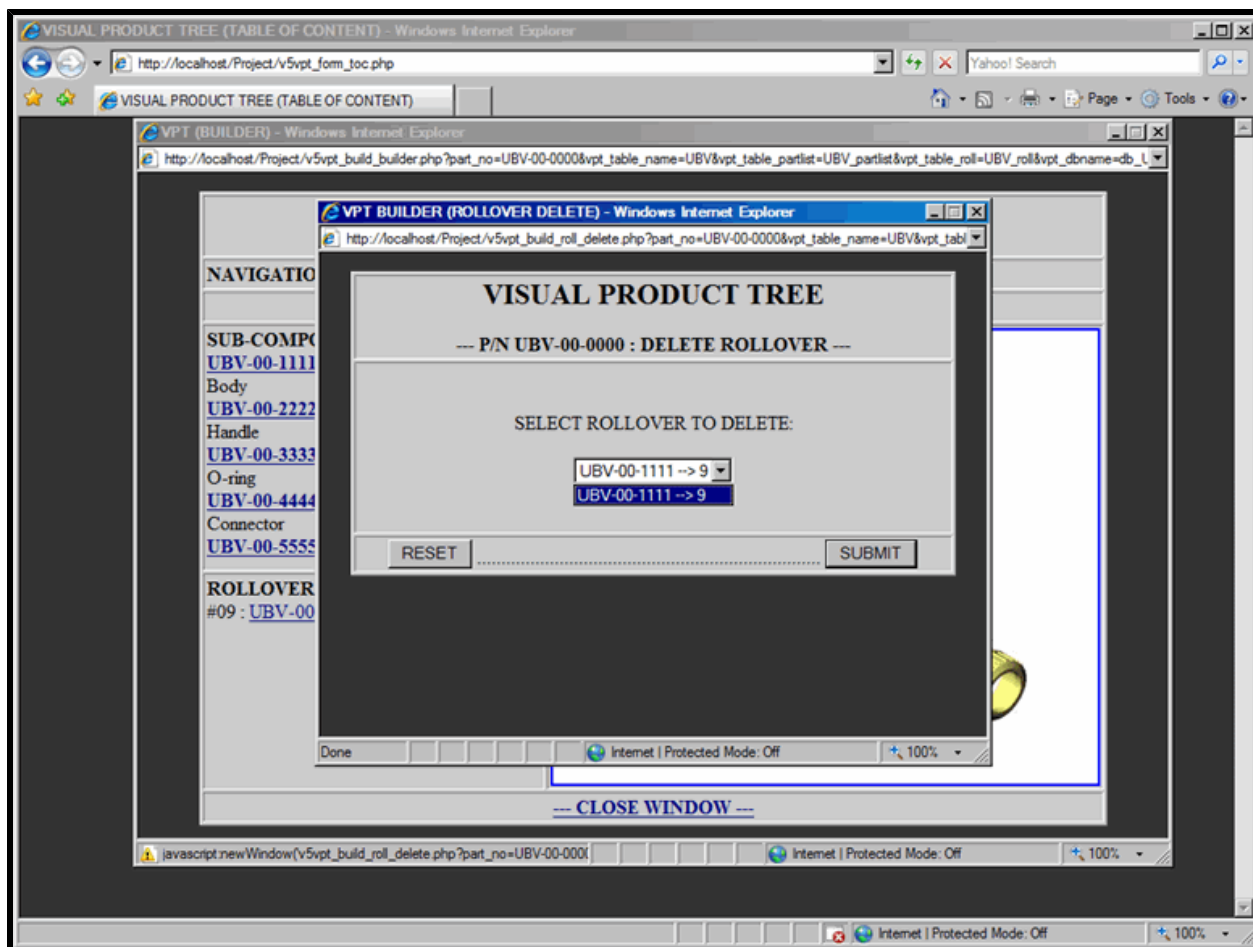 VISUAL PRODUCT TREE (TABLE OF CONTENT) - Windows Internet Explorer
http://localhost/Project/v5vpt_form_toc.php
Yahoo! Search
VISUAL PRODUCT TREE (TABLE OF CONTENT)
Page
Tools
VPT (BUILDER) - Windows Internet Explorer
http://localhost/Project/v5vpt_build_builder.php?part_no=UBV-00-0000&vpt_table_name=UBV&vpt_table_partlist=UBV_partlist&vpt_table_roll=UBV_roll&vpt_dbname=db_U
VPT BUILDER (ROLLOVER DELETE) - Windows Internet Explorer
http://localhost/Project/v5vpt_build_roll_delete.php?part_no=UBV-00-0000&vpt_table_name=UBV&vpt_tabl
NAVIGATIO
VISUAL PRODUCT TREE
--- P/N UBV-00-0000 : DELETE ROLLOVER ---
SUB-COMPO
UBV-00-1111
Body
UBV-00-2222
Handle
UBV-00-3333
O-ring
UBV-00-4444
Connector
UBV-00-5555
SELECT ROLLOVER TO DELETE:
UBV-00-1111 --> 9
UBV-00-1111 --> 9
RESET
SUBMIT
ROLLOVER
#09 : UBV-00
Done
Internet | Protected Mode: Off
100%
--- CLOSE WINDOW ---
javascript:newWindow('v5vpt_build_roll_delete.php?part_no=UBV-00-000(
Internet | Protected Mode: Off
100%
Internet | Protected Mode: Off
100%